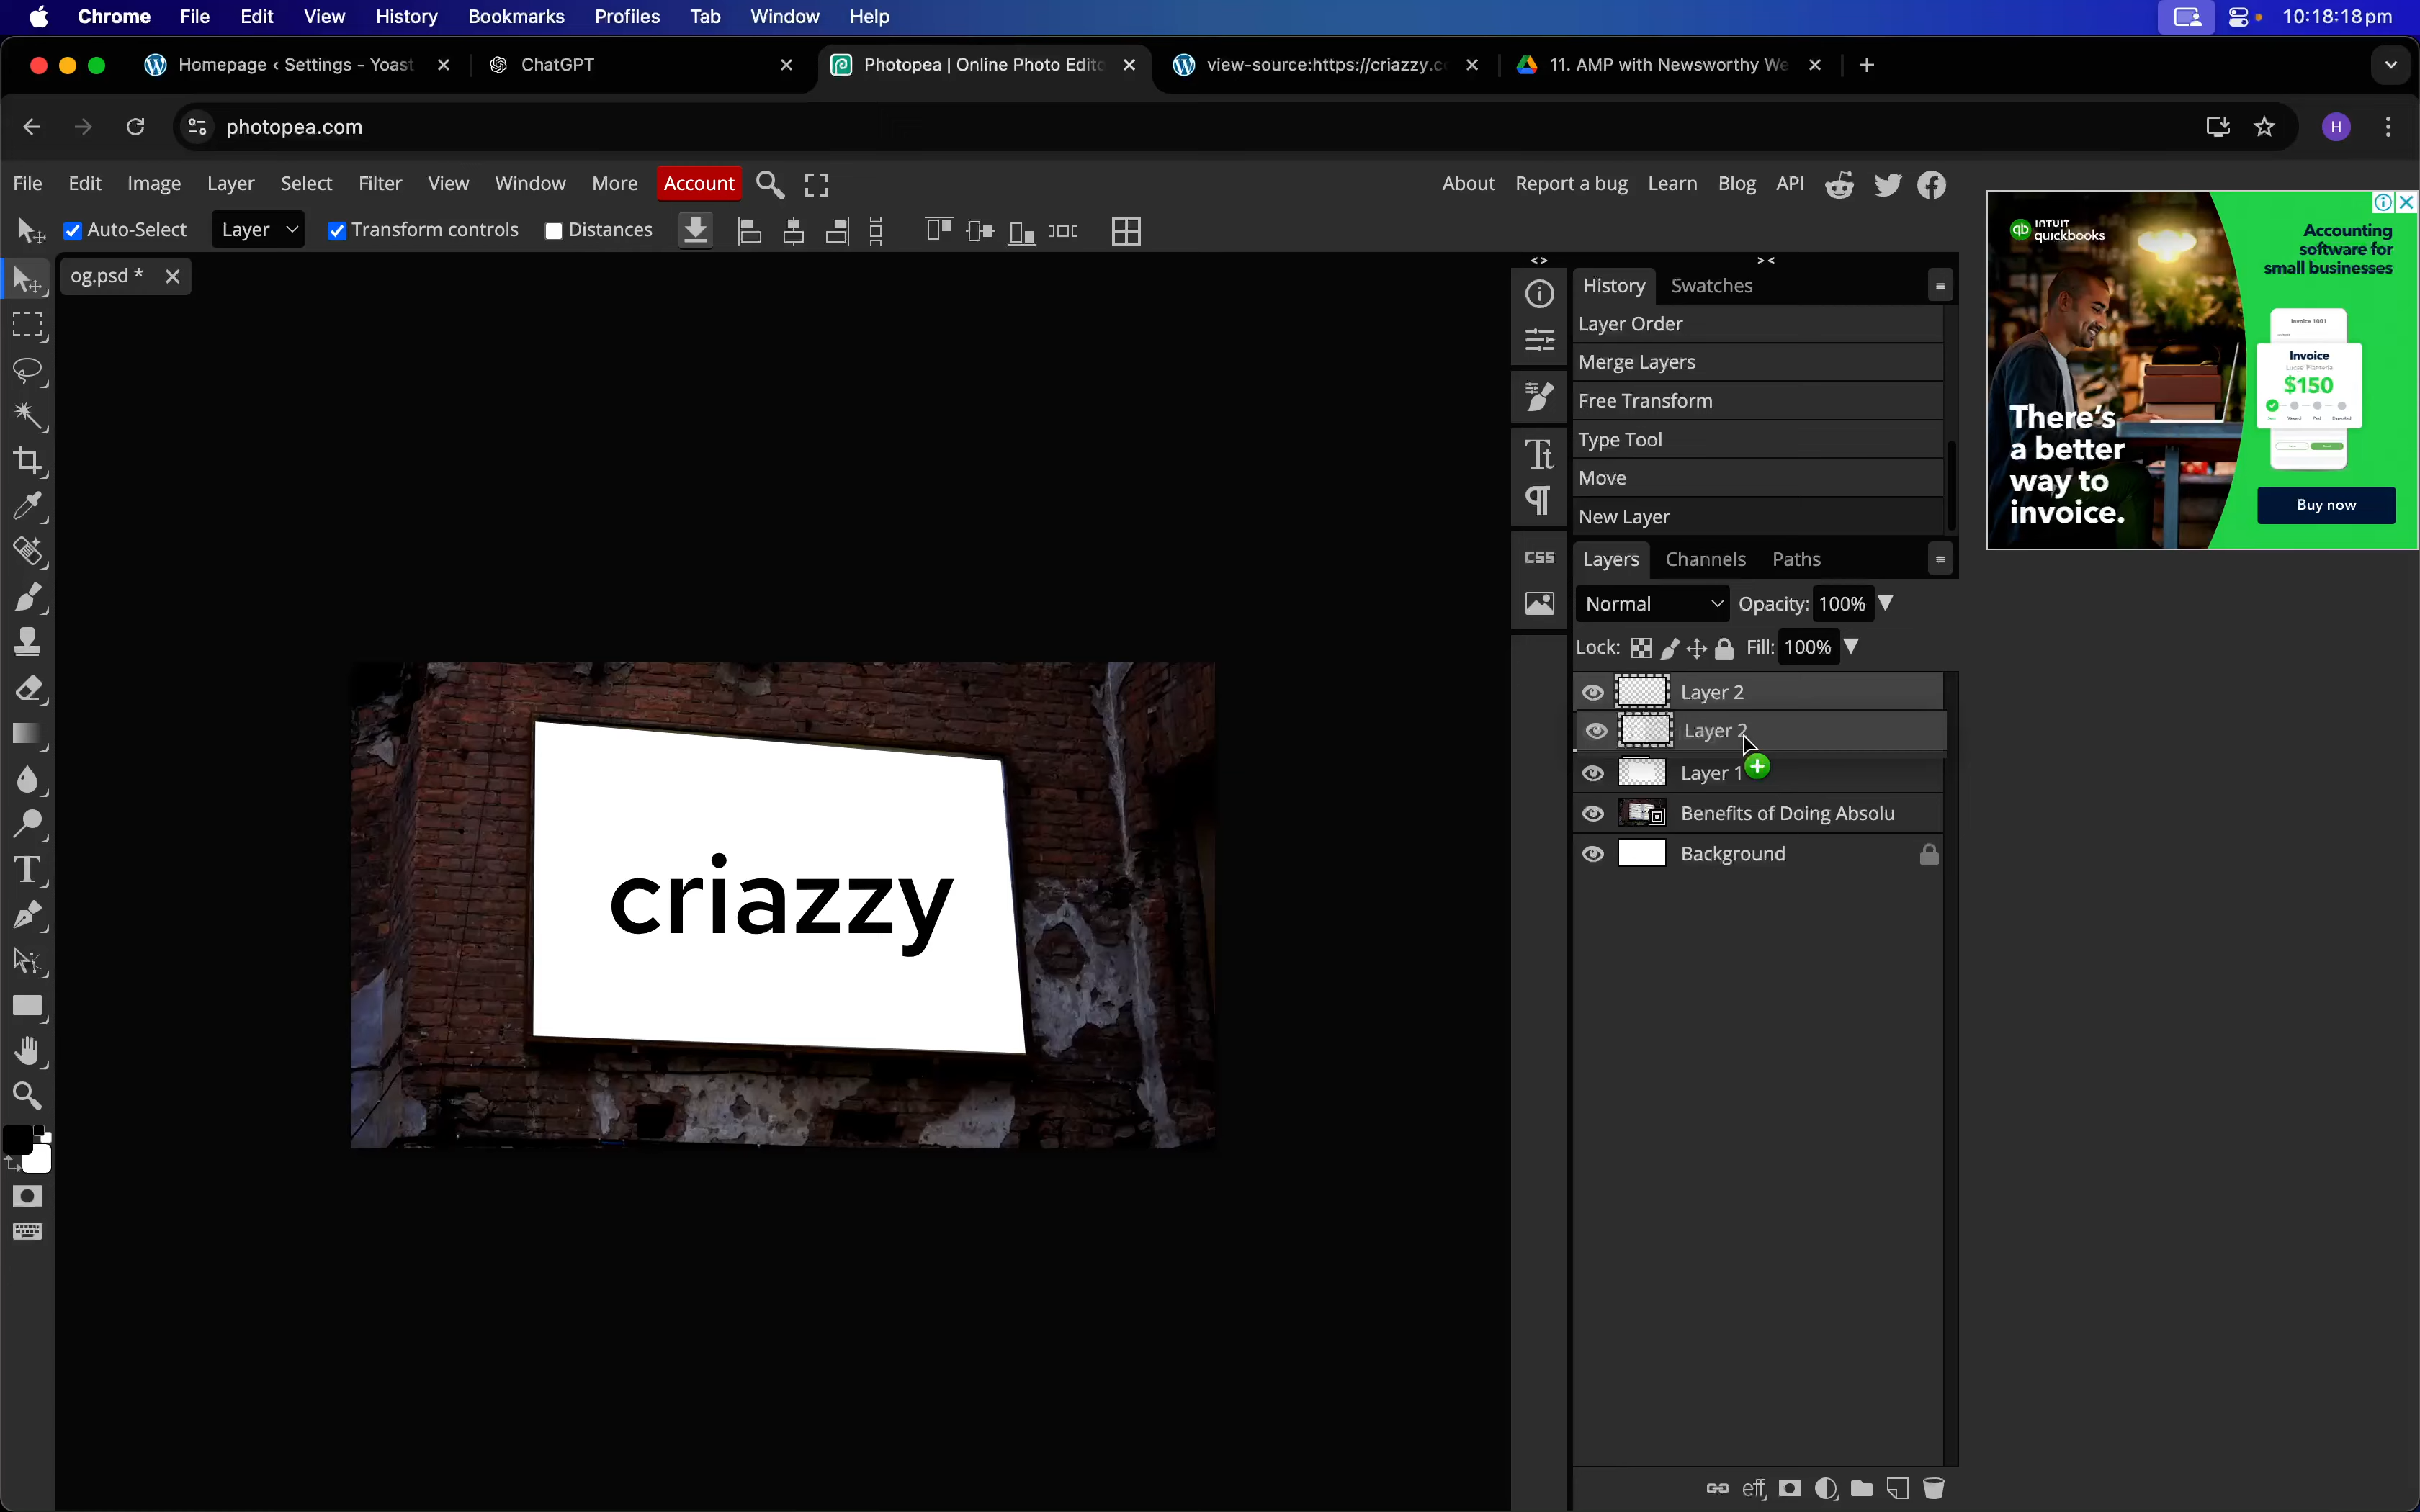 Chrome File Edit View History Bookmarks Profiles Tab Window Help 10:18:18 pm
Homepage ‹ Settings - Yoast ChatGPT Photopea | Online Photo Edito view-source:https://criazzy.c 11. AMP with Newsworthy We
photopea.com H
File Edit Image Layer Select Filter View Window More Account About Report a bug Learn Blog API
Auto-Select Layer Transform controls Distances
og.psd *
History Swatches
Layer Order
Merge Layers
Free Transform
Type Tool
Move
New Layer
CSS
Layers Channels Paths
Normal Opacity: 100%
Lock: Fill: 100%
Layer 2
Layer 2
Layer 1
Benefits of Doing Absolu
Background
eff
criazzy
INTUIT
quickbooks
Accounting
software for
small businesses
Invoice 1001
Invoice
$150
There's
a better
way to
invoice.
Buy now